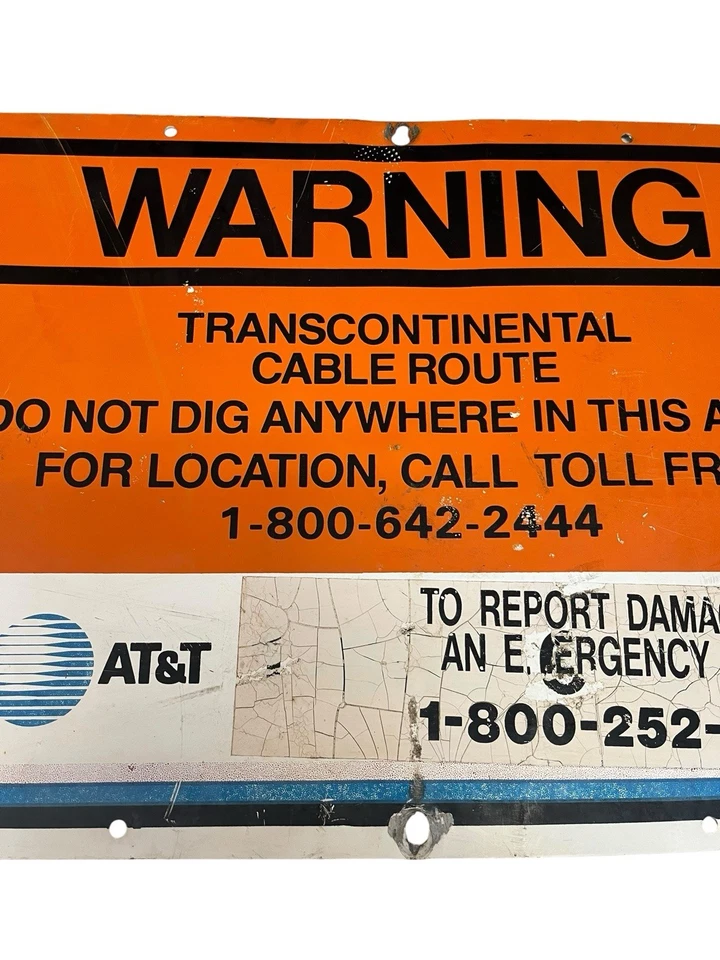 WARNING
TRANSCONTINENTAL
CABLE ROUTE
DO NOT DIG ANYWHERE IN THIS A
FOR LOCATION, CALL TOLL FR
1-800-642-2444
AT&T
TO REPORT DAMA
AN E ERGENCY
1-800-252-